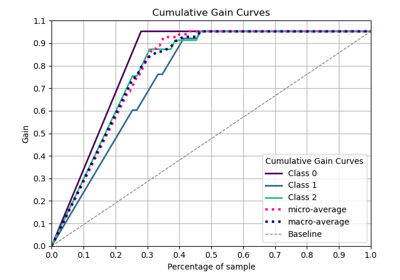 Cumulative Gain Curves
1.1
0.9
0.8
0.7
0.6
0.5
0.4
0.3
0.2
0.1
0.0
Gain
Cumulative Gain Curves
Class 0
Class 1
Class 2
micro-average
macro-average
Baseline
0.0 0.1 0.2 0.3 0.4 0.5 0.6 0.7 0.8 0.9 1.0
Percentage of sample